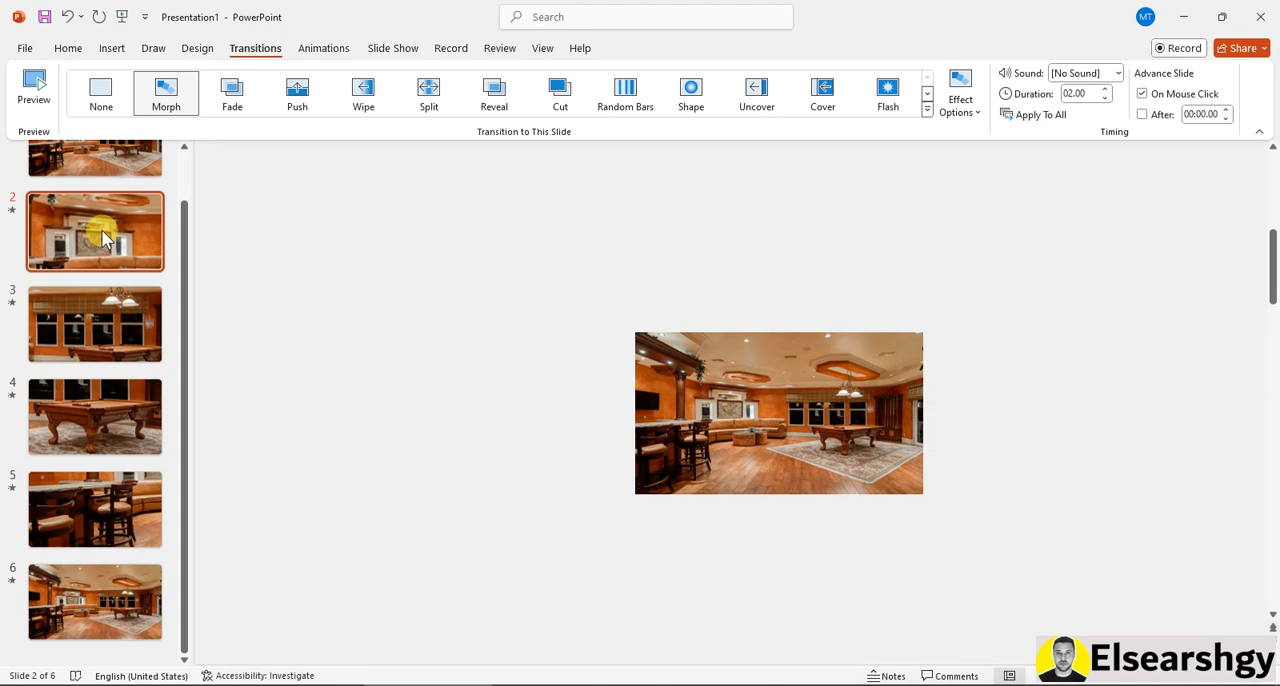 Presentation1 - PowerPoint
Search
MT
File Home Insert Draw Design Transitions Animations Slide Show Record Review View Help
Record
Share
Preview
None Morph Fade Push Wipe Split Reveal Cut Random Bars Shape Uncover Cover Flash
Effect Options
Sound: [No Sound]
Duration: 02.00
Apply To All
Advance Slide
On Mouse Click
After: 00:00.00
Preview
Transition to This Slide
Timing
2
3
4
5
6
Elsearshgy
Slide 2 of 6 English (United States) Accessibility: Investigate Notes Comments